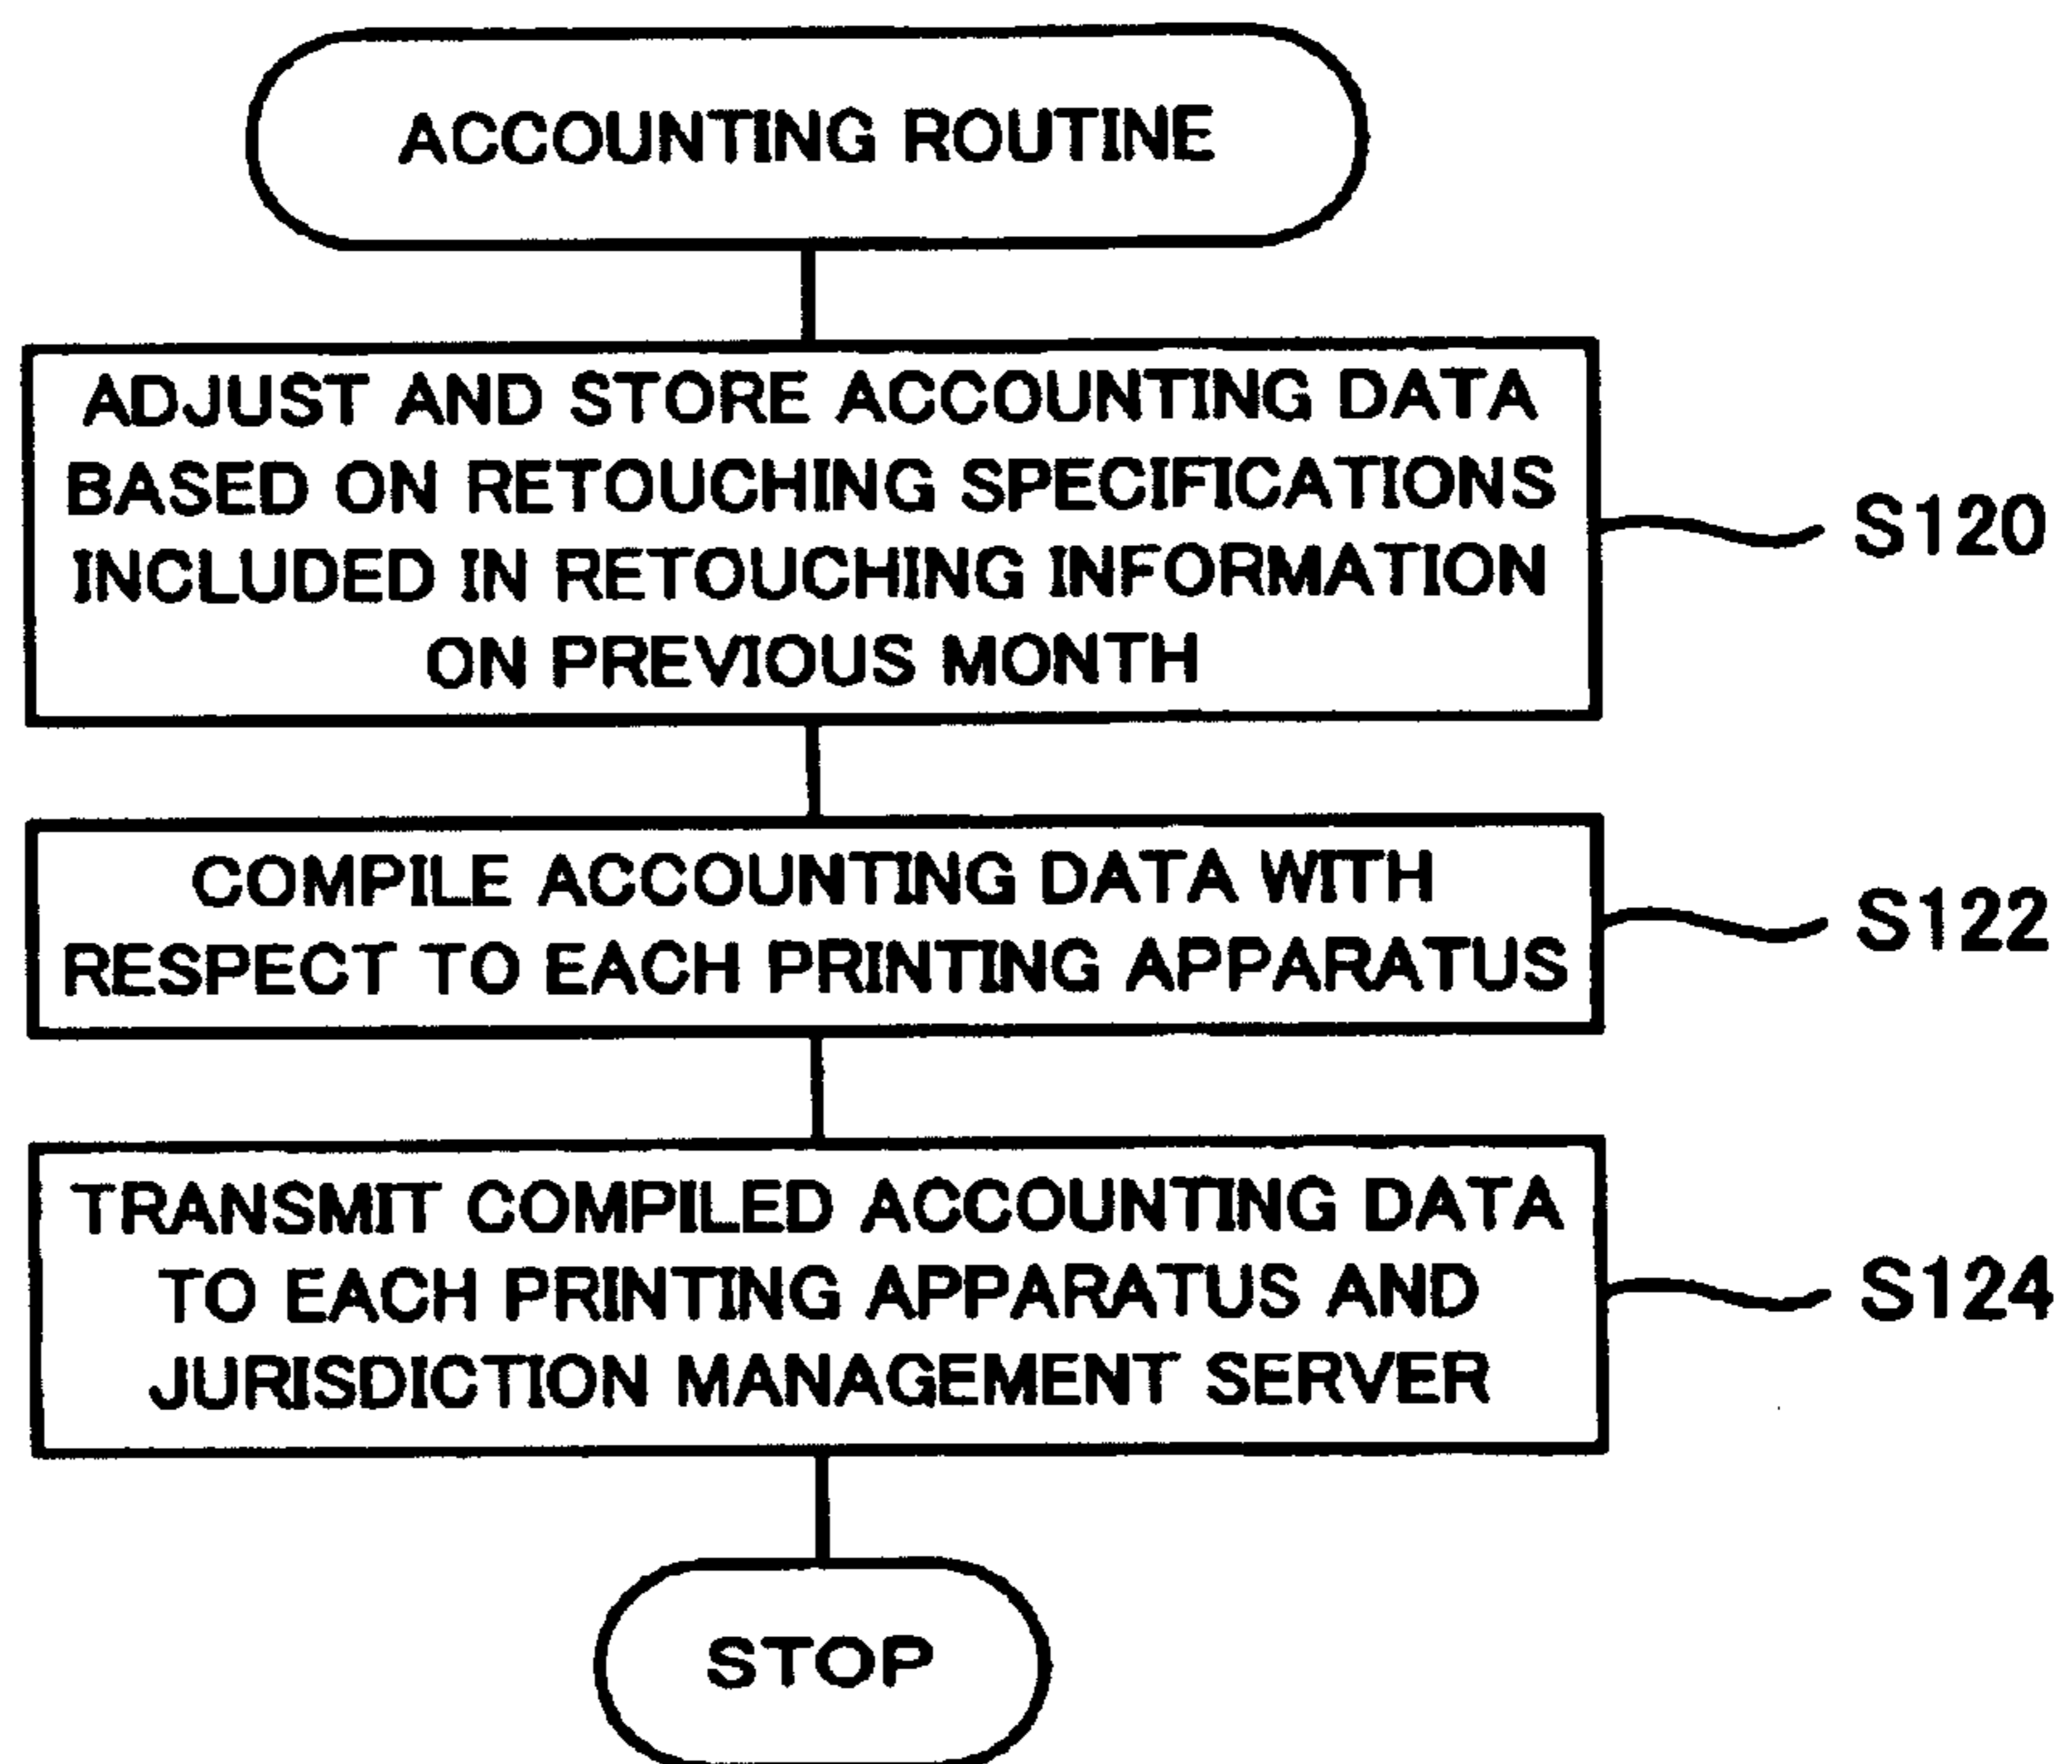 ACCOUNTING ROUTINE
ADJUST AND STORE ACCOUNTING DATA
BASED ON RETOUCHING SPECIFICATIONS
INCLUDED IN RETOUCHING INFORMATION
ON PREVIOUS MONTH
S120
COMPILE ACCOUNTING DATA WITH
RESPECT TO EACH PRINTING APPARATUS
S122
TRANSMIT COMPILED ACCOUNTING DATA
TO EACH PRINTING APPARATUS AND
JURISDICTION MANAGEMENT SERVER
S124
STOP